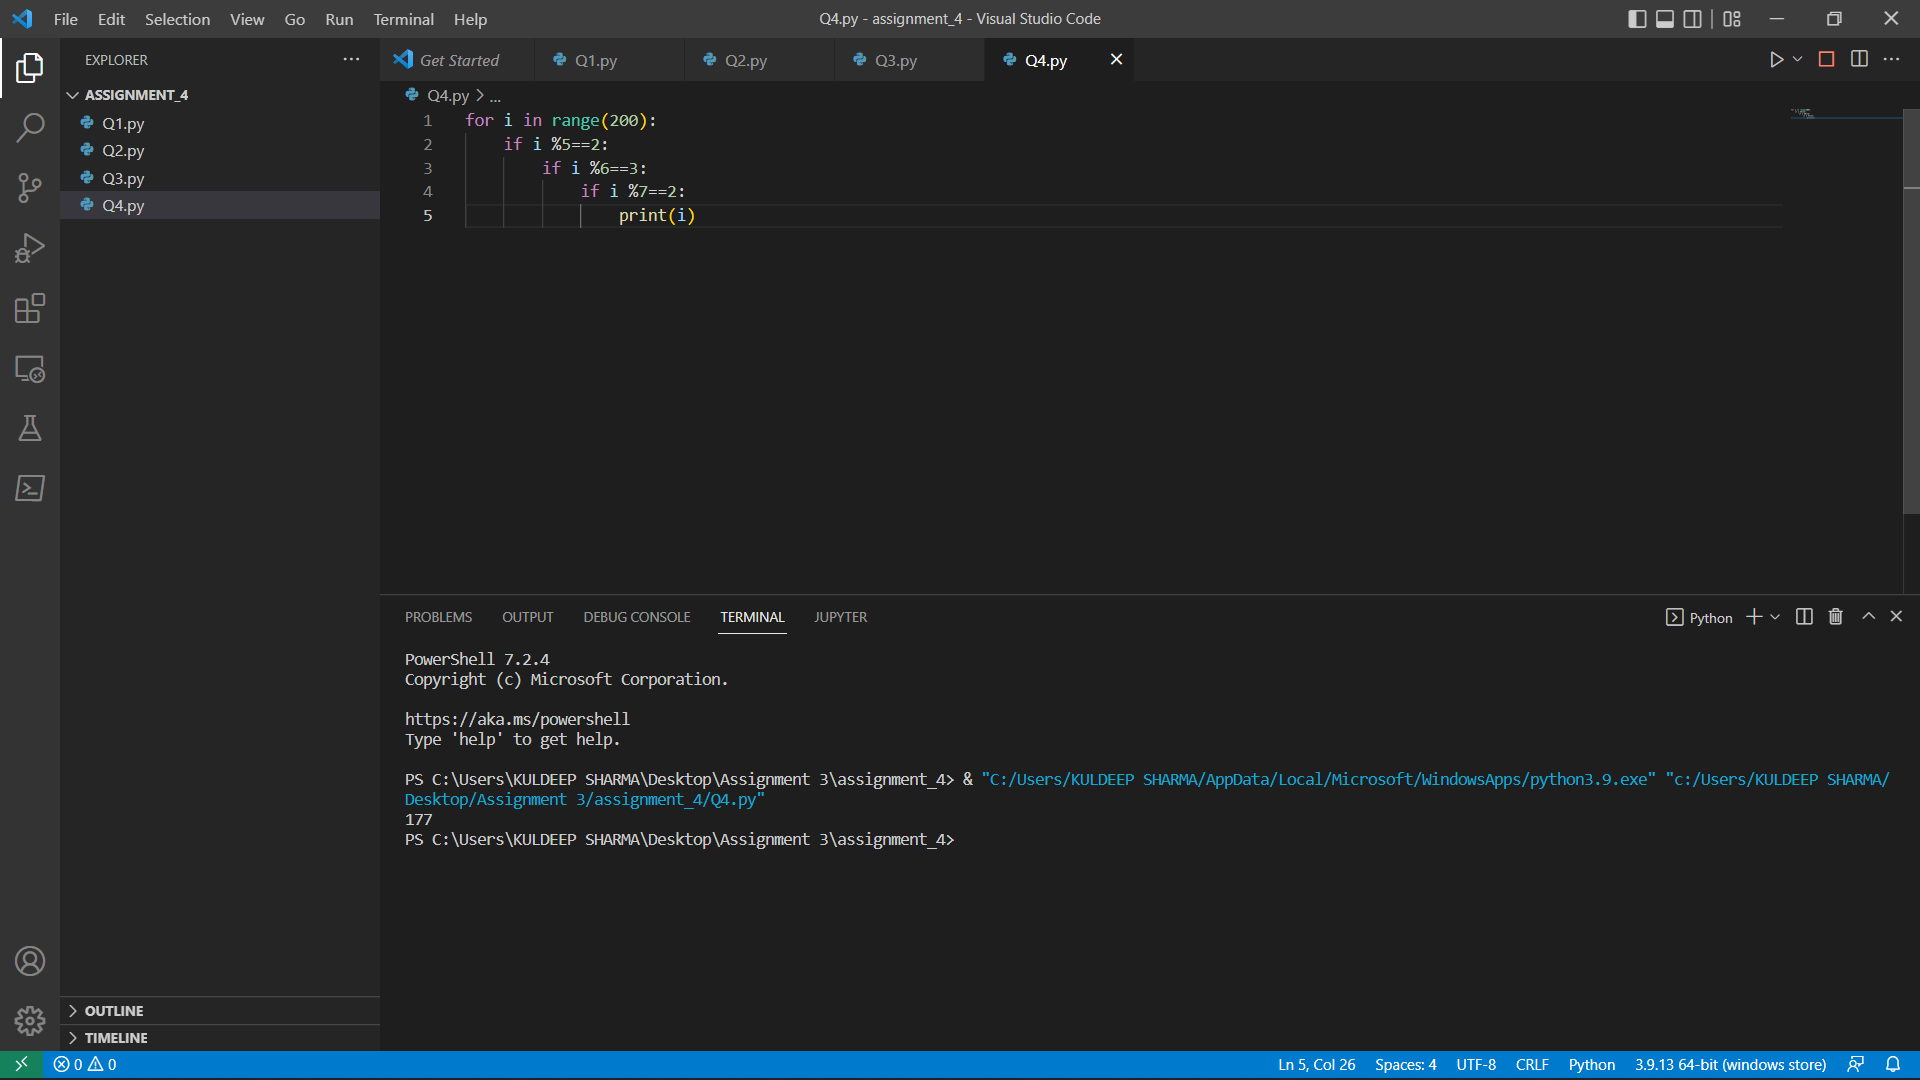 File Edit Selection View Go Run Terminal Help
Q4.py - assignment_4 - Visual Studio Code
EXPLORER
ASSIGNMENT_4
Q1.py
Q2.py
Q3.py
Q4.py
OUTLINE
TIMELINE
Get Started Q1.py Q2.py Q3.py Q4.py
Q4.py > ...
1 for i in range(200):
2     if i %5==2:
3         if i %6==3:
4             if i %7==2:
5                 print(i)
PROBLEMS OUTPUT DEBUG CONSOLE TERMINAL JUPYTER
Python
PowerShell 7.2.4
Copyright (c) Microsoft Corporation.
https://aka.ms/powershell
Type 'help' to get help.
PS C:\Users\KULDEEP SHARMA\Desktop\Assignment 3\assignment_4> & "C:/Users/KULDEEP SHARMA/AppData/Local/Microsoft/WindowsApps/python3.9.exe" "c:/Users/KULDEEP SHARMA/
Desktop/Assignment 3/assignment_4/Q4.py"
177
PS C:\Users\KULDEEP SHARMA\Desktop\Assignment 3\assignment_4>
0 0
Ln 5, Col 26 Spaces: 4 UTF-8 CRLF Python 3.9.13 64-bit (windows store)